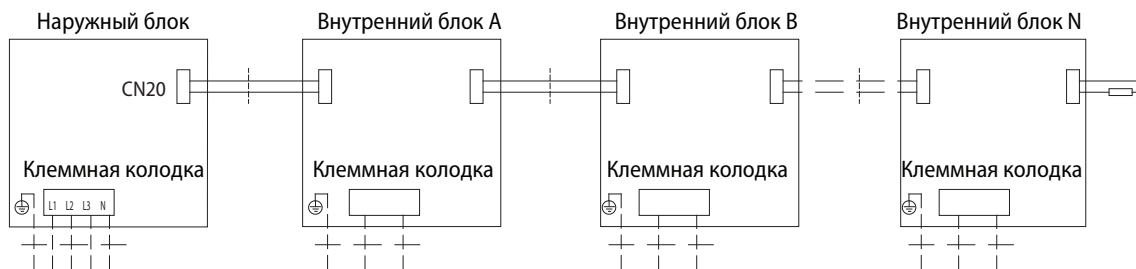 Наружный блок
Внутренний блок A
Внутренний блок B
Внутренний блок N
CN20
Клеммная колодка
Клеммная колодка
Клеммная колодка
Клеммная колодка
L1 L2 L3 N